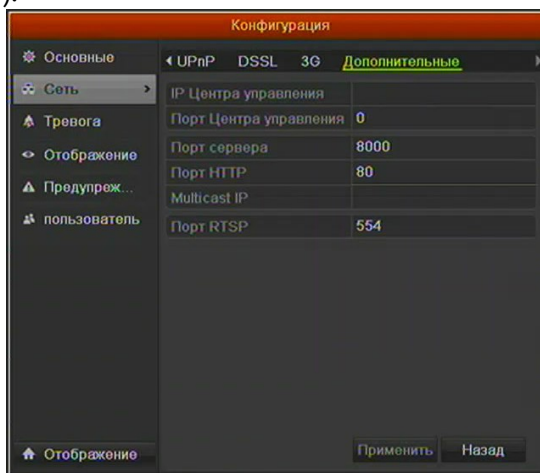 ).
Конфигурация
Основные
Сеть
Тревога
Отображение
Предупреж...
пользователь
Отображение
UPnP DSSL 3G Дополнительные
IP Центра управления
Порт Центра управления 0
Порт сервера 8000
Порт HTTP 80
Multicast IP
Порт RTSP 554
Применить Назад